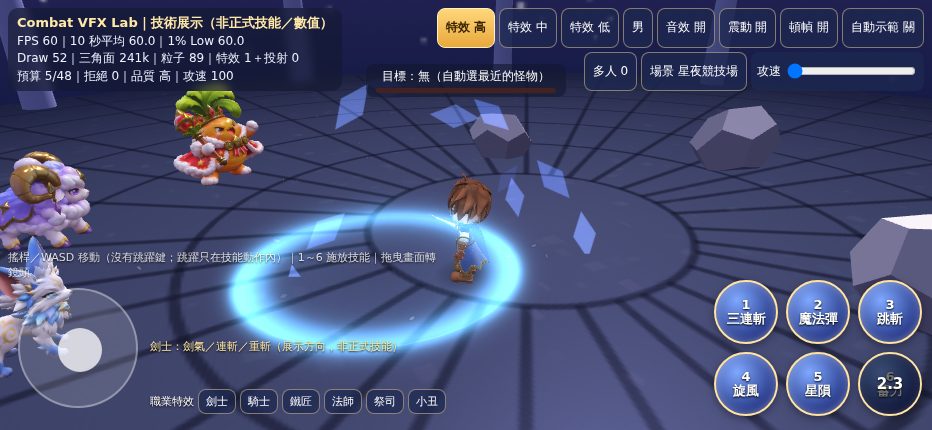 Combat VFX Lab｜技術展示（非正式技能／數值）
FPS 60｜10 秒平均 60.0｜1% Low 60.0
Draw 52｜三角面 241k｜粒子 89｜特效 1＋投射 0
預算 5/48｜拒絕 0｜品質 高｜攻速 100
特效 高
特效 中
特效 低
男
音效 開
震動 開
頓幀 開
自動示範 關
多人 0
場景 星夜競技場
攻速
目標：無（自動選最近的怪物）
搖桿／WASD 移動（沒有跳躍鍵；跳躍只在技能動作內）｜1~6 施放技能｜拖曳畫面轉
鏡頭
1
三連斬
2
魔法彈
3
跳斬
劍士：劍氣／連斬／重斬（展示方向，非正式技能）
4
旋風
5
星隕
6
2.3
職業特效
劍士
騎士
鐵匠
法師
祭司
小丑